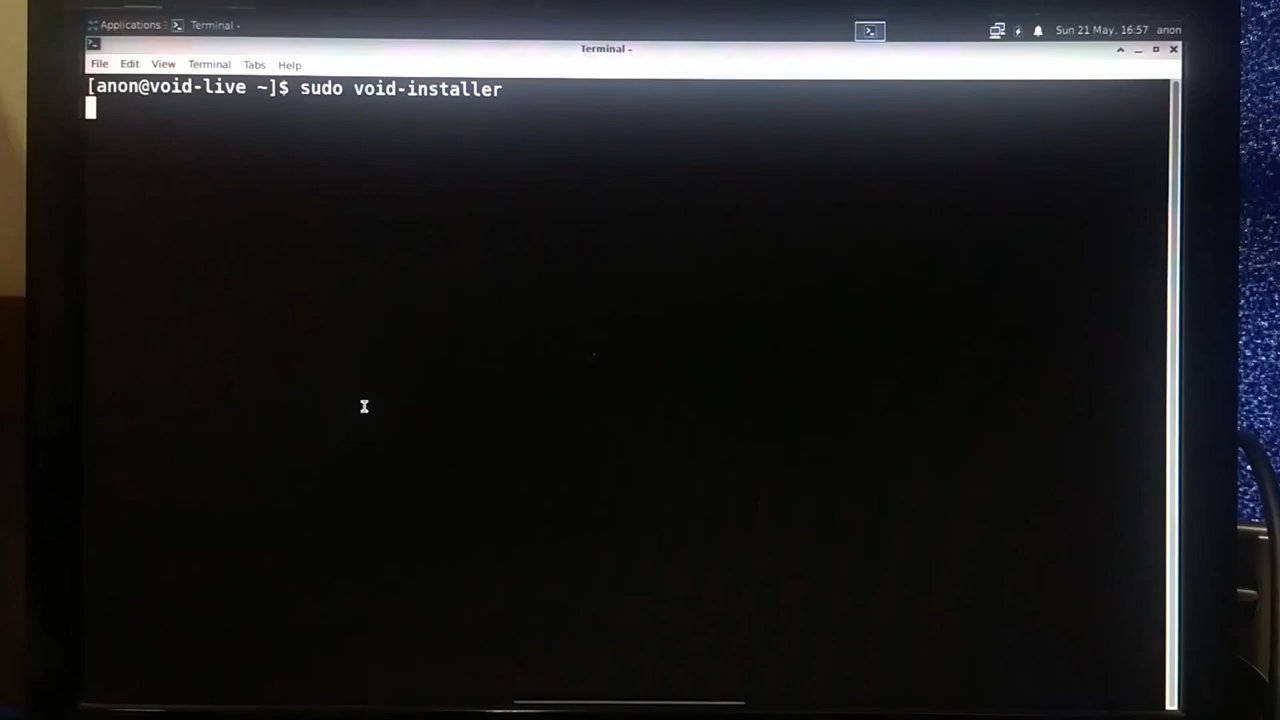 Applications Terminal - Sun 21 May, 16:57 anon
Terminal -
File Edit View Terminal Tabs Help
[anon@void-live ~]$ sudo void-installer